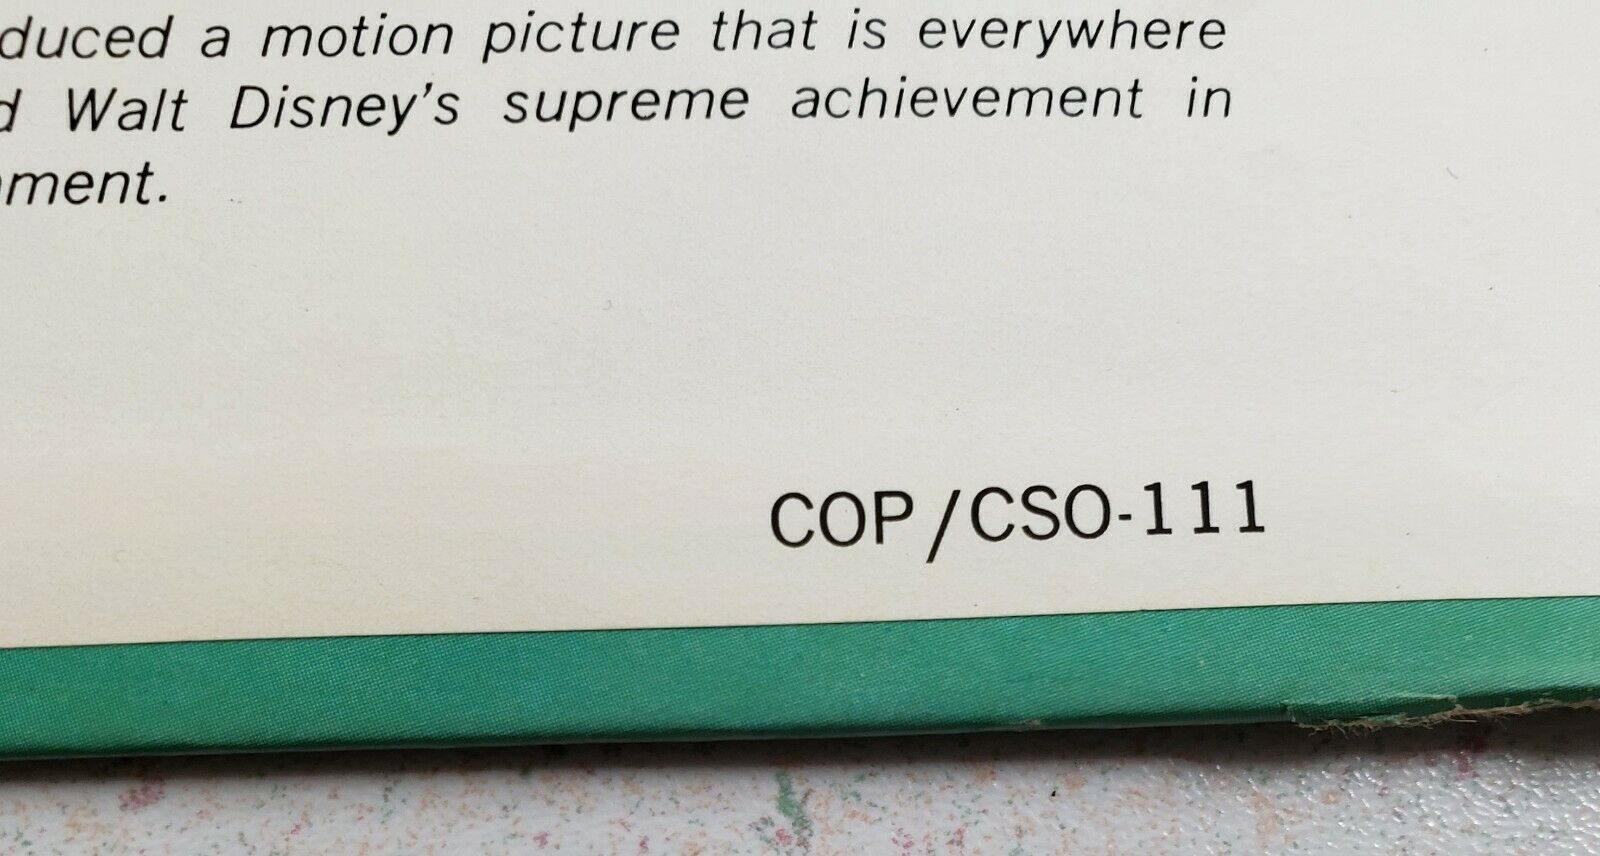 duced a motion picture that is everywhere
d Walt Disney's supreme achievement in
ment.
COP/CSO-111